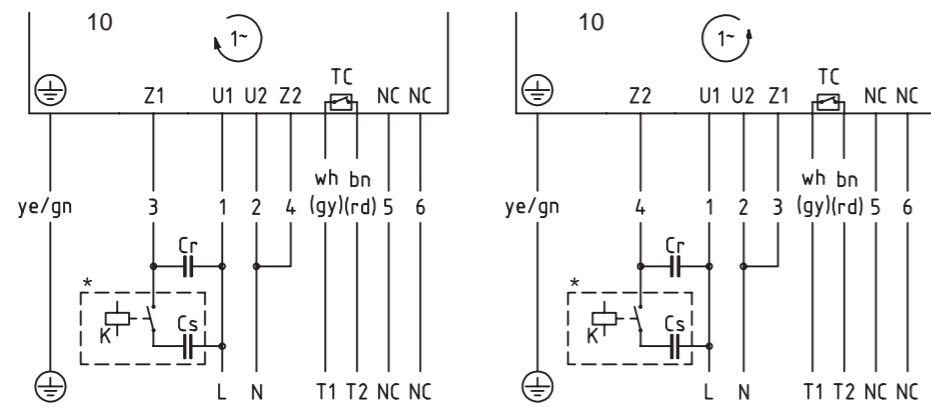 10 1~ 10 1~
TC TC
Z1 U1 U2 Z2 NC NC Z2 U1 U2 Z1 NC NC
wh bn wh bn
ye/gn 3 1 2 4 (gy)(rd) 5 6 ye/gn 4 1 2 3 (gy)(rd) 5 6
Cr Cr
* *
K Cs K Cs
L N T1 T2 NC NC L N T1 T2 NC NC